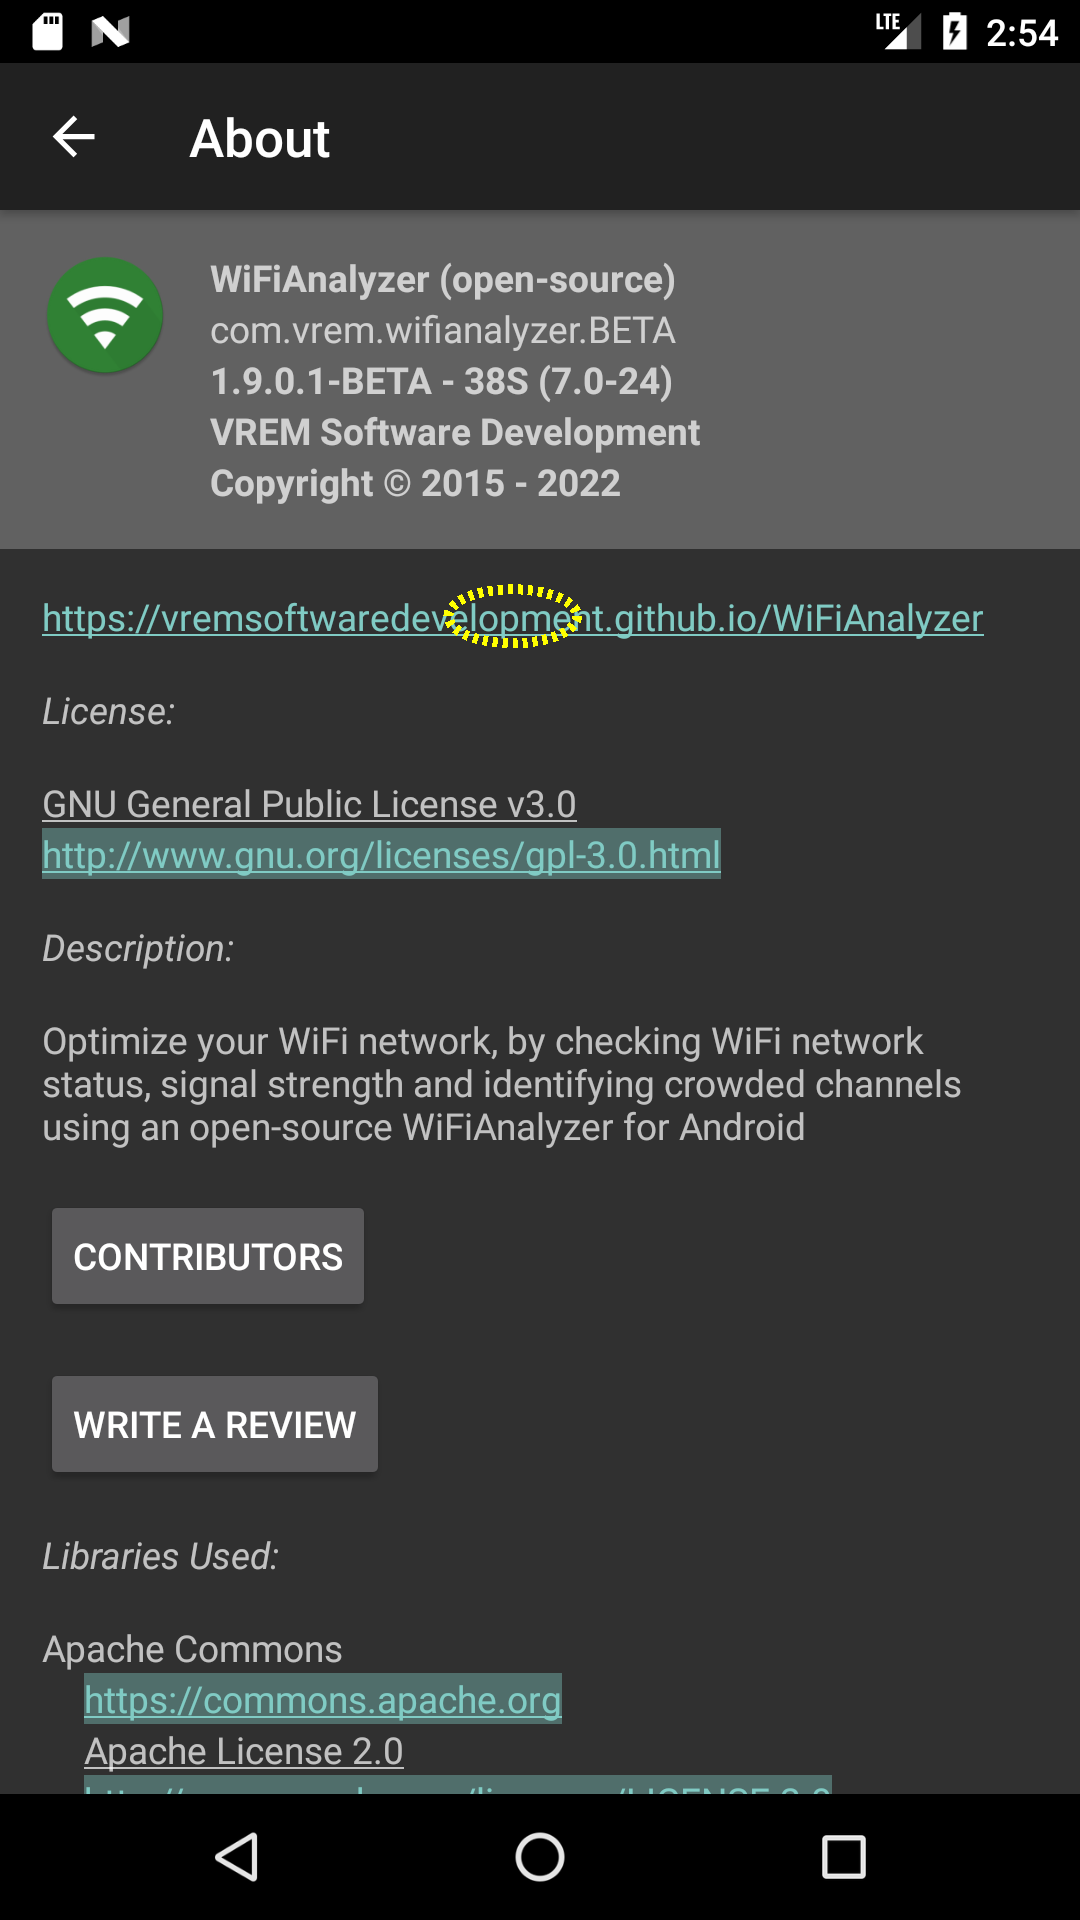 LTE 2:54
About
WiFiAnalyzer (open-source)
com.vrem.wifianalyzer.BETA
1.9.0.1-BETA - 38S (7.0-24)
VREM Software Development
Copyright © 2015 - 2022
https://vremsoftwaredevelopment.github.io/WiFiAnalyzer
License:
GNU General Public License v3.0
http://www.gnu.org/licenses/gpl-3.0.html
Description:
Optimize your WiFi network, by checking WiFi network
status, signal strength and identifying crowded channels
using an open-source WiFiAnalyzer for Android
CONTRIBUTORS
WRITE A REVIEW
Libraries Used:
Apache Commons
https://commons.apache.org
Apache License 2.0